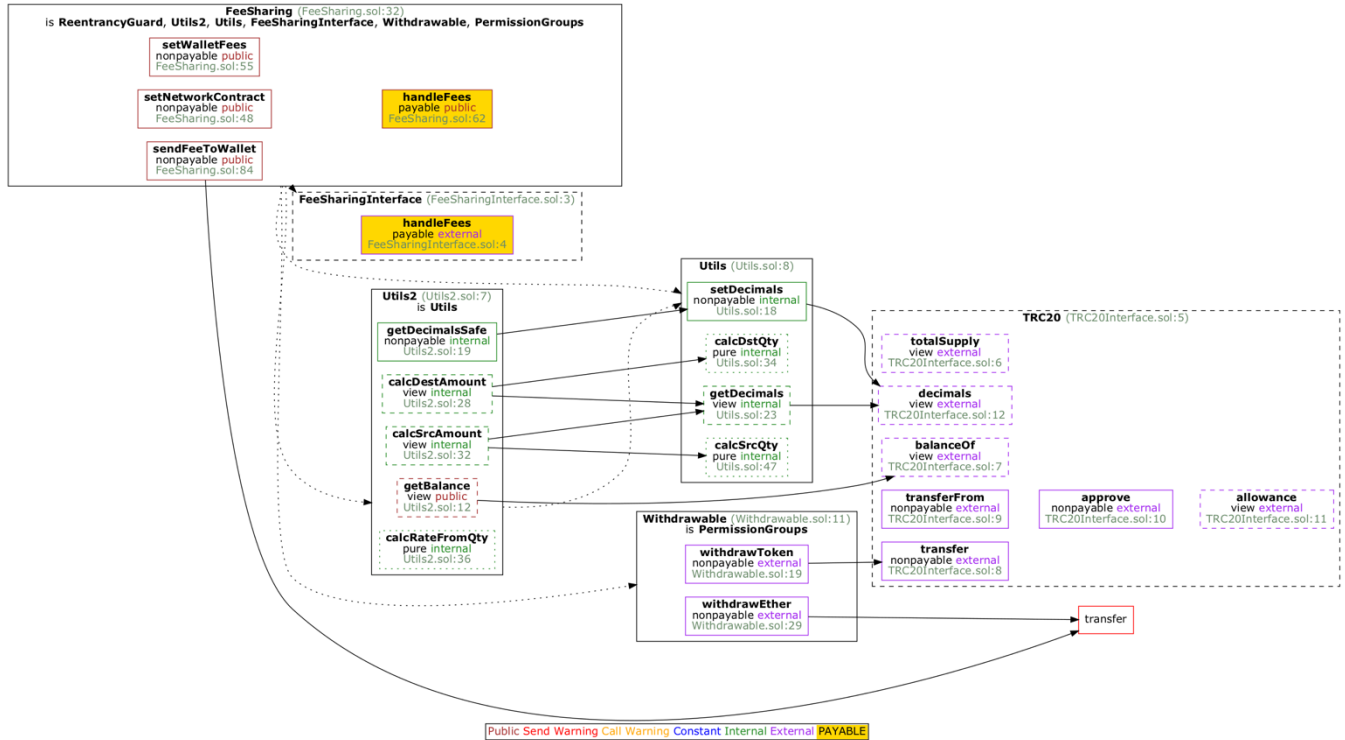 FeeSharing (FeeSharing.sol:32)
is ReentrancyGuard, Utils2, Utils, FeeSharingInterface, Withdrawable, PermissionGroups
setWalletFees
nonpayable public
FeeSharing.sol:55
setNetworkContract
nonpayable public
FeeSharing.sol:48
handleFees
payable public
FeeSharing.sol:62
sendFeeToWallet
nonpayable public
FeeSharing.sol:84
FeeSharingInterface (FeeSharingInterface.sol:3)
handleFees
payable external
FeeSharingInterface.sol:4
Utils2 (Utils2.sol:7)
is Utils
getDecimalsSafe
nonpayable internal
Utils2.sol:19
calcDestAmount
view internal
Utils2.sol:28
calcSrcAmount
view internal
Utils2.sol:32
getBalance
view public
Utils2.sol:12
calcRateFromQty
pure internal
Utils2.sol:36
Utils (Utils.sol:8)
setDecimals
nonpayable internal
Utils.sol:18
calcDstQty
pure internal
Utils.sol:34
getDecimals
view internal
Utils.sol:23
calcSrcQty
pure internal
Utils.sol:47
Withdrawable (Withdrawable.sol:11)
is PermissionGroups
withdrawToken
nonpayable external
Withdrawable.sol:19
withdrawEther
nonpayable external
Withdrawable.sol:29
TRC20 (TRC20Interface.sol:5)
totalSupply
view external
TRC20Interface.sol:6
decimals
view external
TRC20Interface.sol:12
balanceOf
view external
TRC20Interface.sol:7
transferFrom
nonpayable external
TRC20Interface.sol:9
approve
nonpayable external
TRC20Interface.sol:10
allowance
view external
TRC20Interface.sol:11
transfer
nonpayable external
TRC20Interface.sol:8
transfer
Public Send Warning Call Warning Constant Internal External PAYABLE